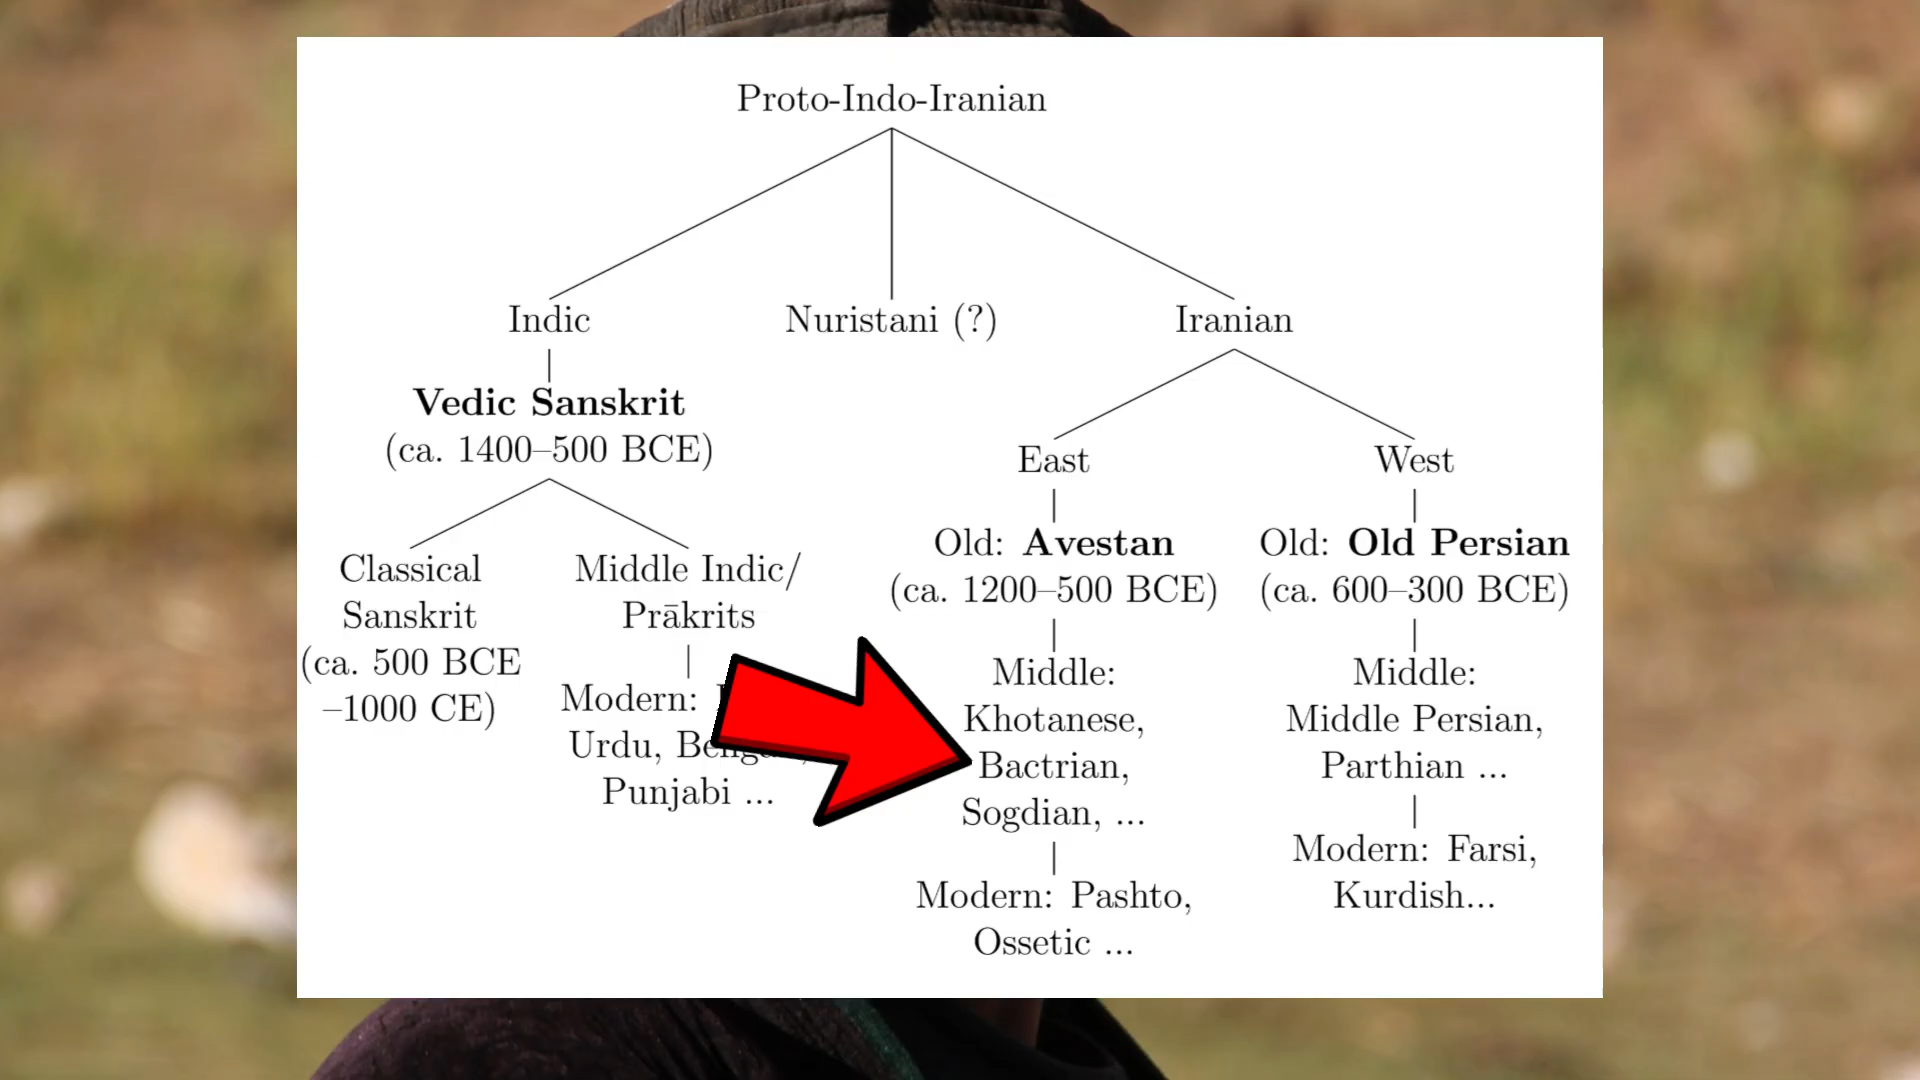 Proto-Indo-Iranian
Indic
Nuristani (?)
Iranian
Vedic Sanskrit
(ca. 1400–500 BCE)
East
West
Classical
Sanskrit
(ca. 500 BCE
–1000 CE)
Middle Indic/
Prākrits
Modern:
Urdu,
Punjabi ...
Old: Avestan
(ca. 1200–500 BCE)
Middle:
Khotanese,
Bactrian,
Sogdian, ...
Modern: Pashto,
Ossetic ...
Old: Old Persian
(ca. 600–300 BCE)
Middle:
Middle Persian,
Parthian ...
Modern: Farsi,
Kurdish...